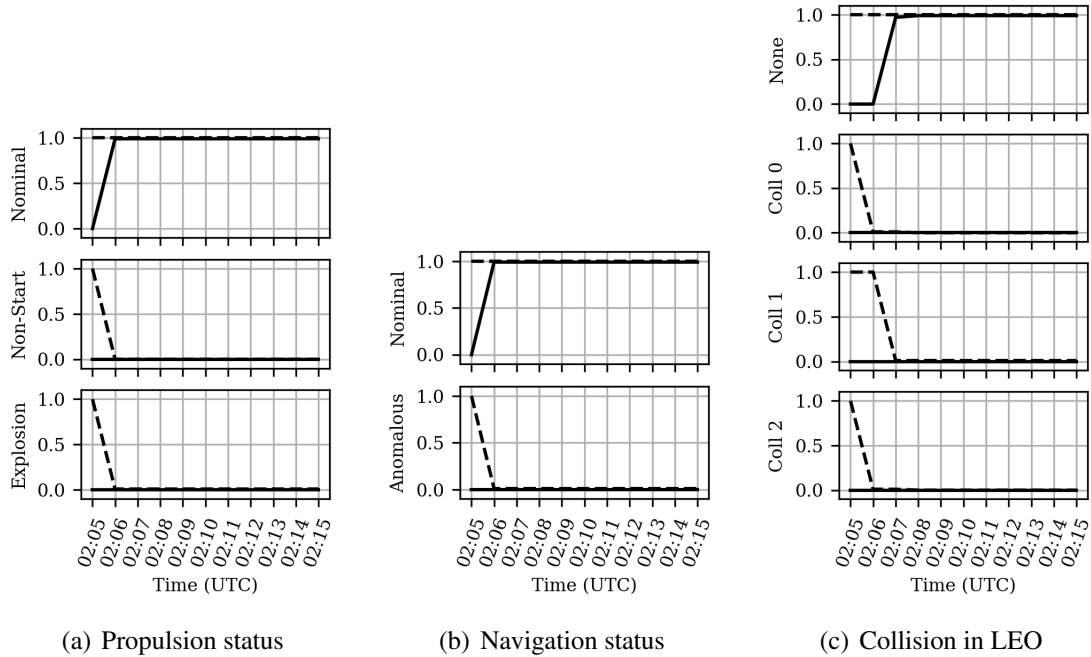 Nominal
1.0
0.5
0.0
Non-Start
1.0
0.5
0.0
Explosion
1.0
0.5
0.0
02:05 02:06 02:07 02:08 02:09 02:10 02:11 02:12 02:13 02:14 02:15
Time (UTC)
(a) Propulsion status
Nominal
1.0
0.5
0.0
Anomalous
1.0
0.5
0.0
02:05 02:06 02:07 02:08 02:09 02:10 02:11 02:12 02:13 02:14 02:15
Time (UTC)
(b) Navigation status
None
1.0
0.5
0.0
Coll 0
1.0
0.5
0.0
Coll 1
1.0
0.5
0.0
Coll 2
1.0
0.5
0.0
02:05 02:06 02:07 02:08 02:09 02:10 02:11 02:12 02:13 02:14 02:15
Time (UTC)
(c) Collision in LEO